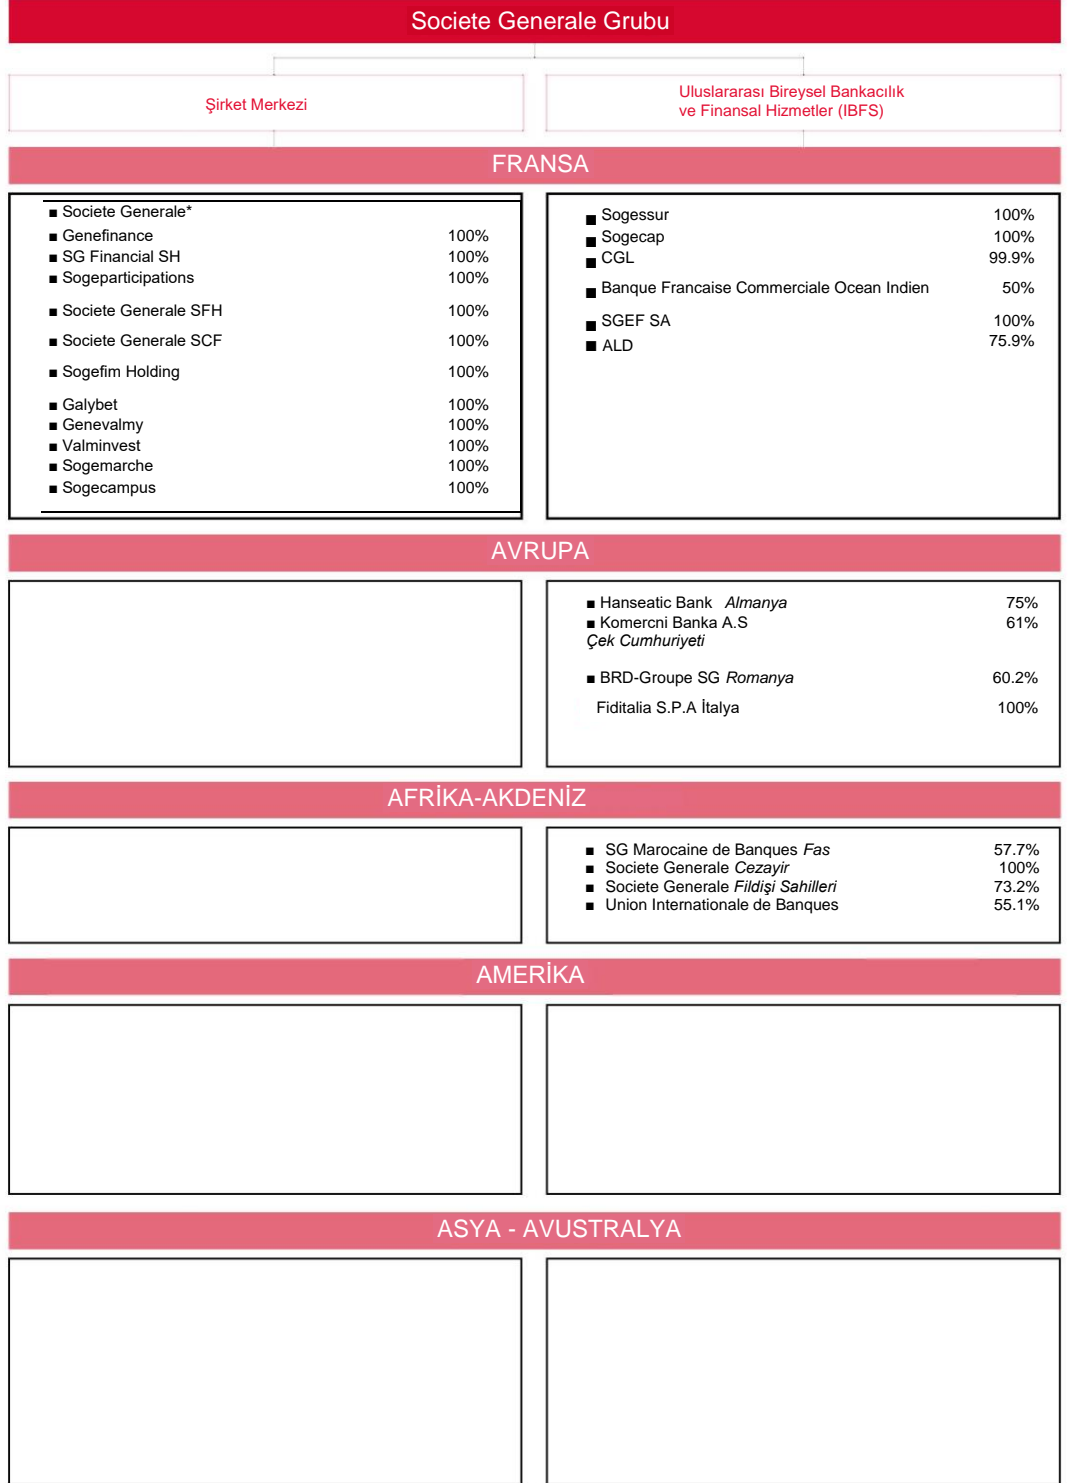 Societe Generale Grubu
Şirket Merkezi
Uluslararası Bireysel Bankacılık
ve Finansal Hizmetler (IBFS)
FRANSA
■ Societe Generale*
■ Genefinance 100%
■ SG Financial SH 100%
■ Sogeparticipations 100%
■ Societe Generale SFH 100%
■ Societe Generale SCF 100%
■ Sogefim Holding 100%
■ Galybet 100%
■ Genevalmy 100%
■ Valminvest 100%
■ Sogemarche 100%
■ Sogecampus 100%
■ Sogessur 100%
■ Sogecap 100%
■ CGL 99.9%
■ Banque Francaise Commerciale Ocean Indien 50%
■ SGEF SA 100%
■ ALD 75.9%
AVRUPA
■ Hanseatic Bank Almanya 75%
■ Komercni Banka A.S 61%
Çek Cumhuriyeti
■ BRD-Groupe SG Romanya 60.2%
Fiditalia S.P.A İtalya 100%
AFRİKA-AKDENİZ
■ SG Marocaine de Banques Fas 57.7%
■ Societe Generale Cezayir 100%
■ Societe Generale Fildişi Sahilleri 73.2%
■ Union Internationale de Banques 55.1%
AMERİKA
ASYA - AVUSTRALYA